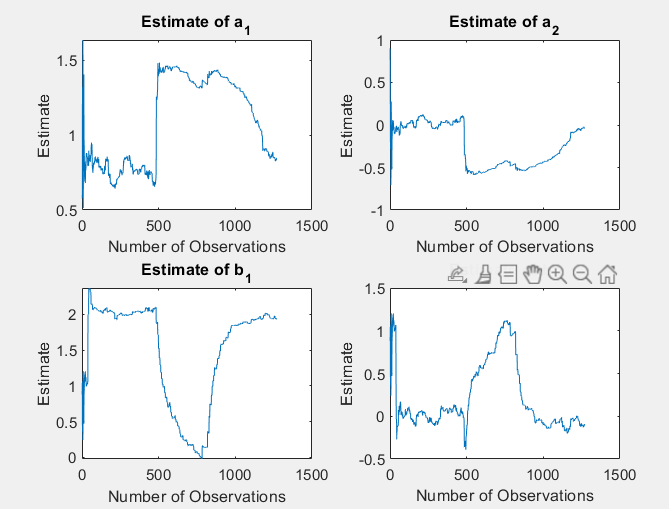 Estimate of a1
Estimate of a2
1.5
1
0.5
Estimate
0 500 1000 1500
Number of Observations
1
0.5
0
-0.5
-1
Estimate
0 500 1000 1500
Number of Observations
Estimate of b1
2
1.5
1
0.5
0
Estimate
0 500 1000 1500
Number of Observations
1.5
1
0.5
0
-0.5
Estimate
0 500 1000 1500
Number of Observations